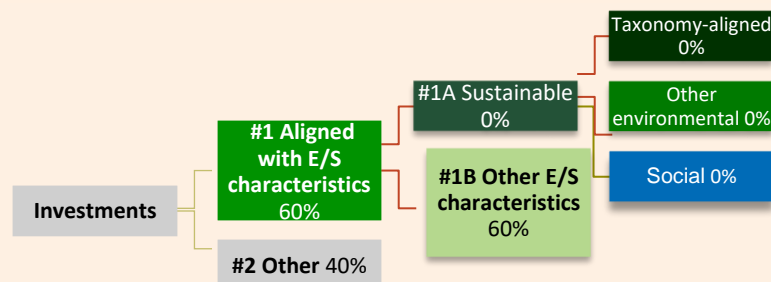 Investments
#1 Aligned
with E/S
characteristics
60%
#2 Other 40%
#1A Sustainable
0%
#1B Other E/S
characteristics
60%
Taxonomy-aligned
0%
Other
environmental 0%
Social 0%